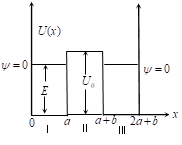 U(x)
ψ=0
ψ=0
E
U₀
0 a a+b 2a+b x
I II III